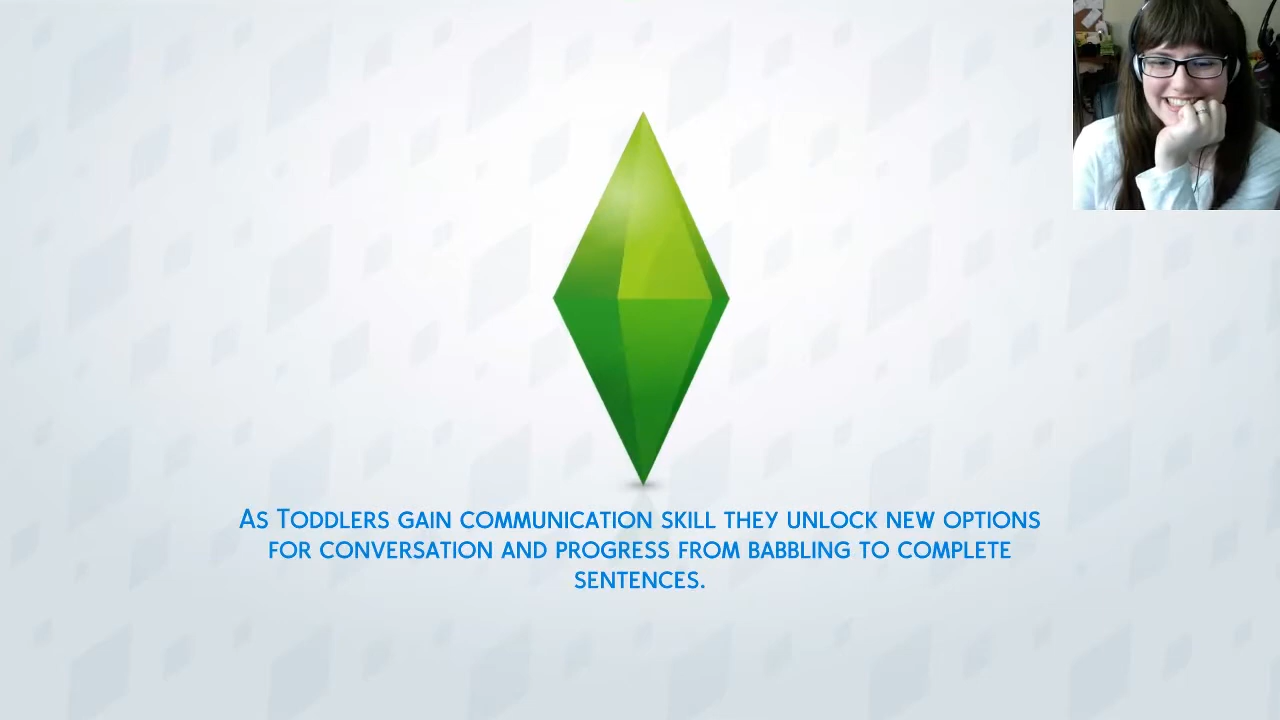 As Toddlers gain communication skill they unlock new options
for conversation and progress from babbling to complete
sentences.